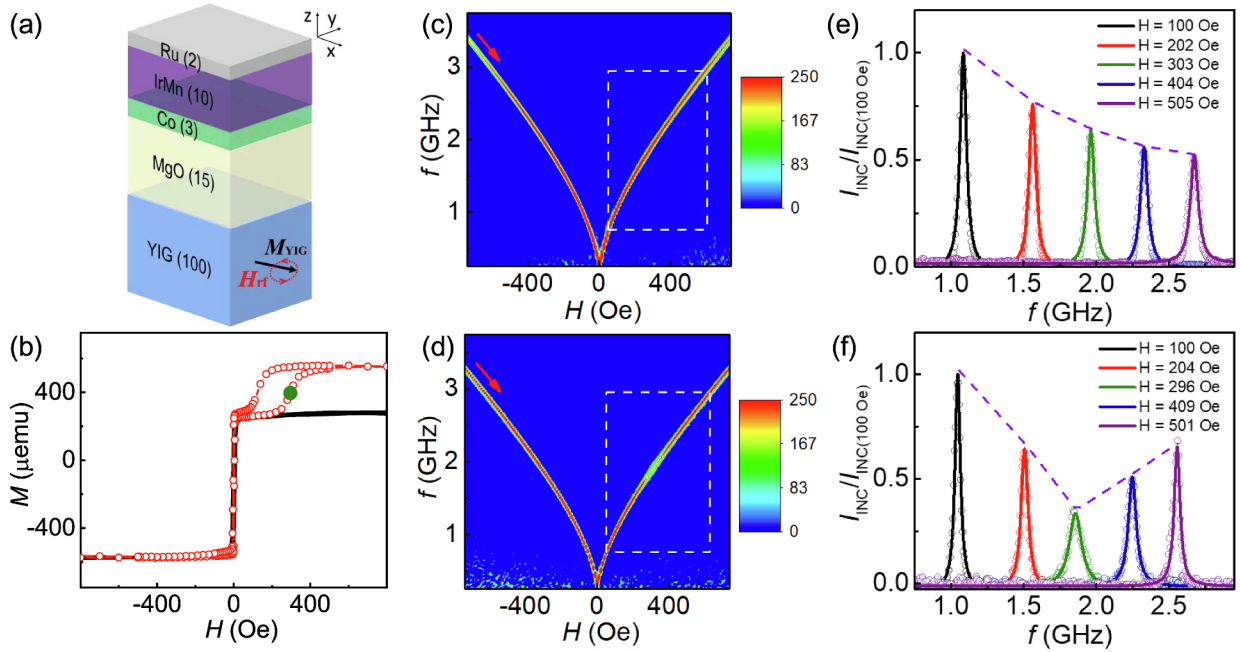 (a)
z
y
x
Ru (2)
IrMn (10)
Co (3)
MgO (15)
YIG (100)
M_YIG
H_rf
(b)
M (μemu)
400
0
-400
-400
0
400
H (Oe)
(c)
f (GHz)
3
2
1
-400
0
400
H (Oe)
250
167
83
0
(d)
f (GHz)
3
2
1
-400
0
400
H (Oe)
250
167
83
0
(e)
I_INC/I_INC(100 Oe)
1.0
0.5
0.0
1.0
1.5
2.0
2.5
f (GHz)
H = 100 Oe
H = 202 Oe
H = 303 Oe
H = 404 Oe
H = 505 Oe
(f)
I_INC/I_INC(100 Oe)
1.0
0.5
0.0
1.0
1.5
2.0
2.5
f (GHz)
H = 100 Oe
H = 204 Oe
H = 296 Oe
H = 409 Oe
H = 501 Oe